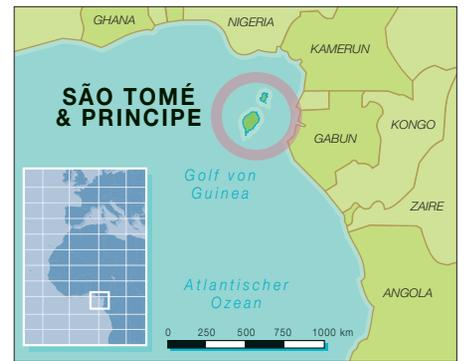 GHANA
NIGERIA
KAMERUN
SÃO TOMÉ
& PRINCIPE
GABUN
KONGO
Golf von
Guinea
ZAIRE
Atlantischer
Ozean
ANGOLA
0 250 500 750 1000 km